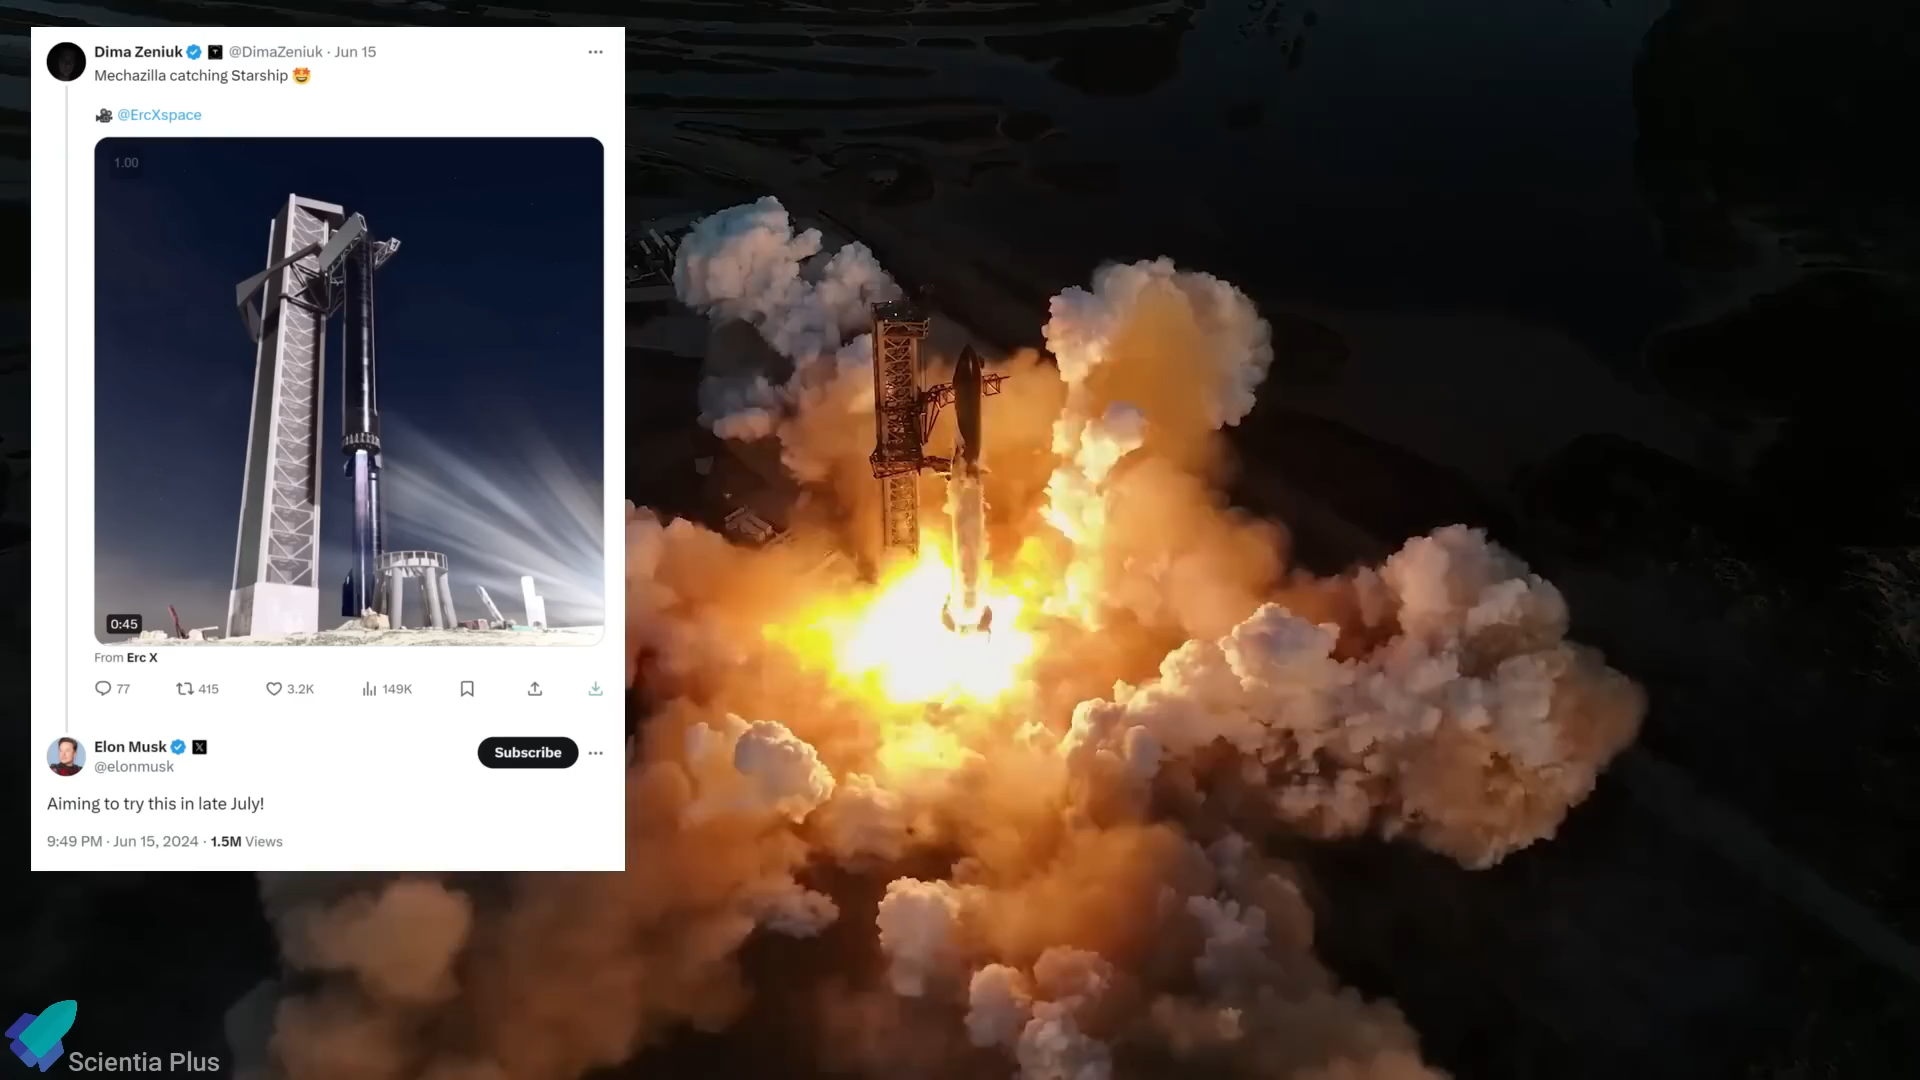 Dima Zeniuk @DimaZeniuk · Jun 15
Mechazilla catching Starship 🤩
🎥 @ErcXspace
1.00
0:45
From Erc X
77 415 3.2K 149K
Elon Musk
@elonmusk
Subscribe
Aiming to try this in late July!
9:49 PM · Jun 15, 2024 · 1.5M Views
Scientia Plus